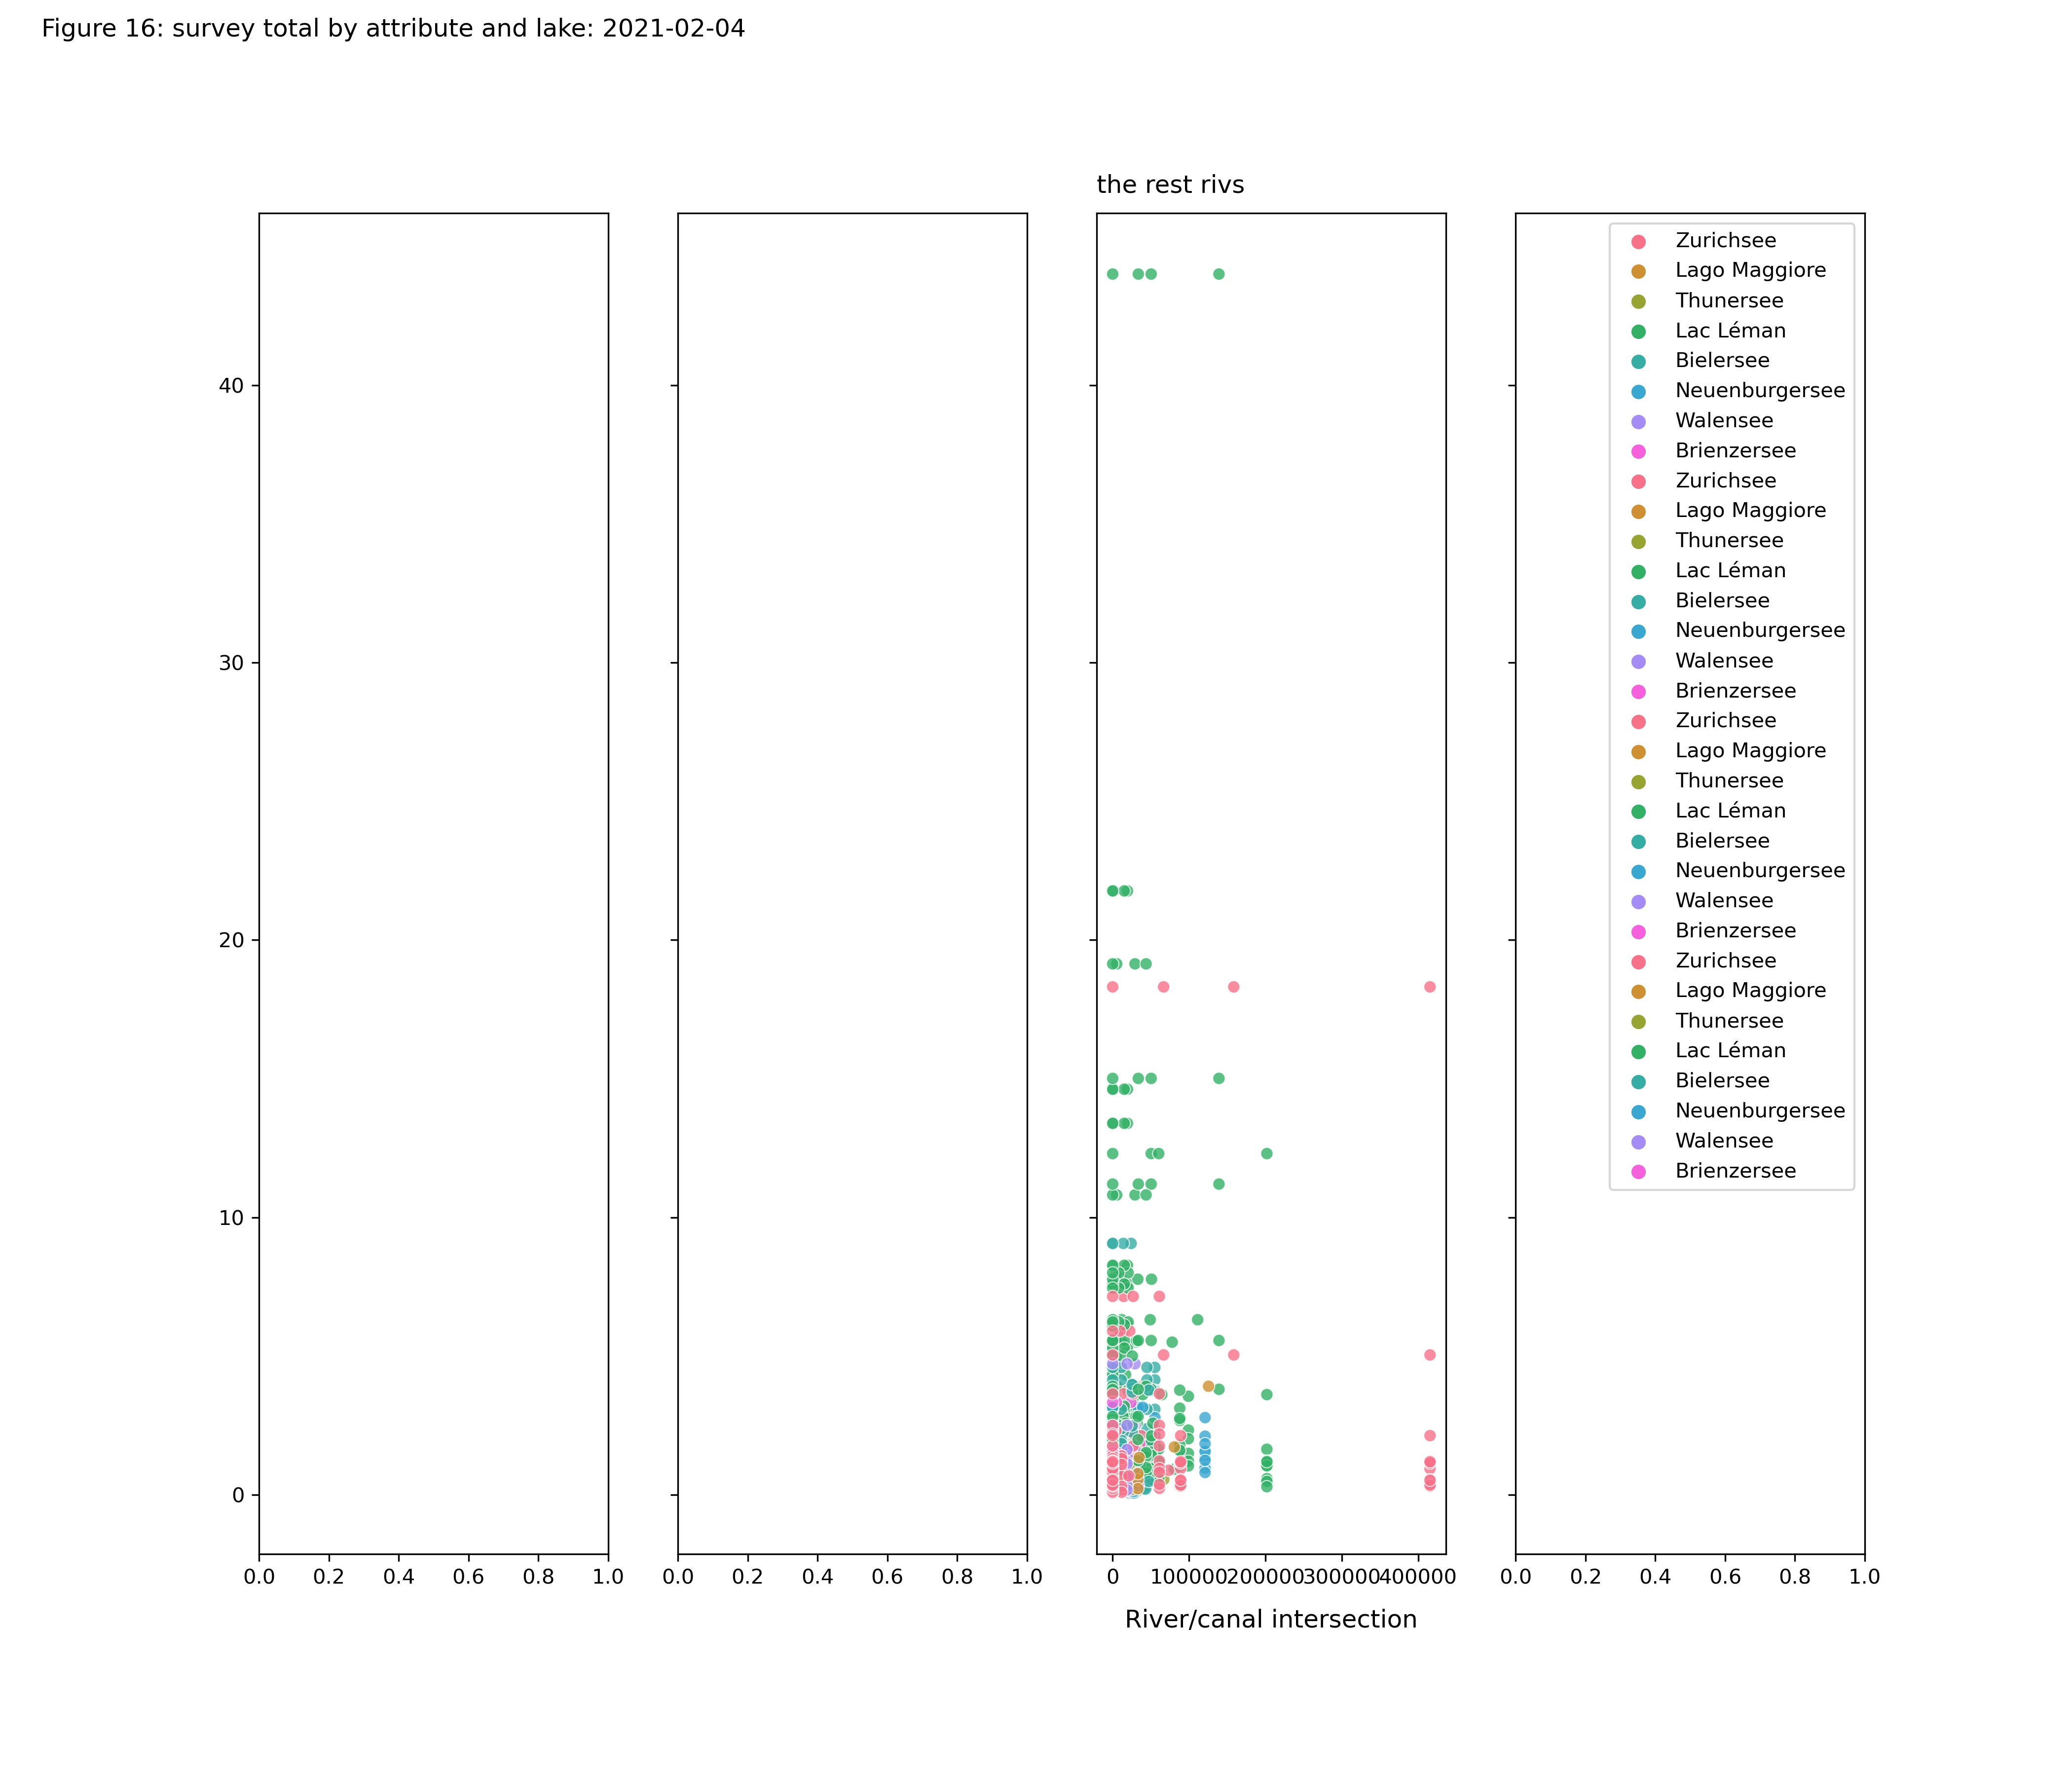 Figure 16: survey total by attribute and lake: 2021-02-04
the rest rivs
Zurichsee
Lago Maggiore
Thunersee
Lac Léman
Bielersee
Neuenburgersee
Walensee
Brienzersee
Zurichsee
Lago Maggiore
Thunersee
Lac Léman
Bielersee
Neuenburgersee
Walensee
Brienzersee
Zurichsee
Lago Maggiore
Thunersee
Lac Léman
Bielersee
Neuenburgersee
Walensee
Brienzersee
Zurichsee
Lago Maggiore
Thunersee
Lac Léman
Bielersee
Neuenburgersee
Walensee
Brienzersee
40
30
20
10
0
0.0 0.2 0.4 0.6 0.8 1.0
0.0 0.2 0.4 0.6 0.8 1.0
0 100000 200000 300000 400000
0.0 0.2 0.4 0.6 0.8 1.0
River/canal intersection